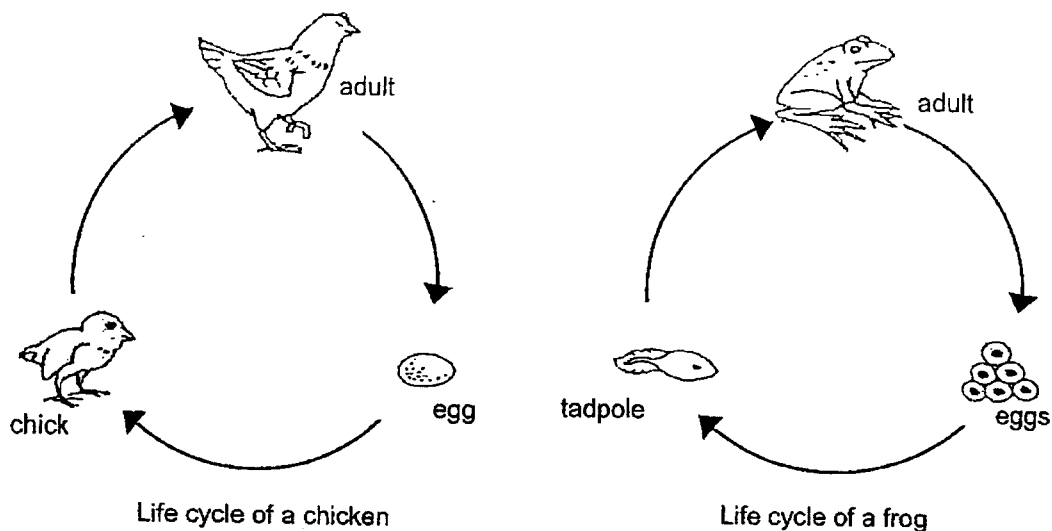 adult
chick
egg
Life cycle of a chicken
adult
tadpole
eggs
Life cycle of a frog